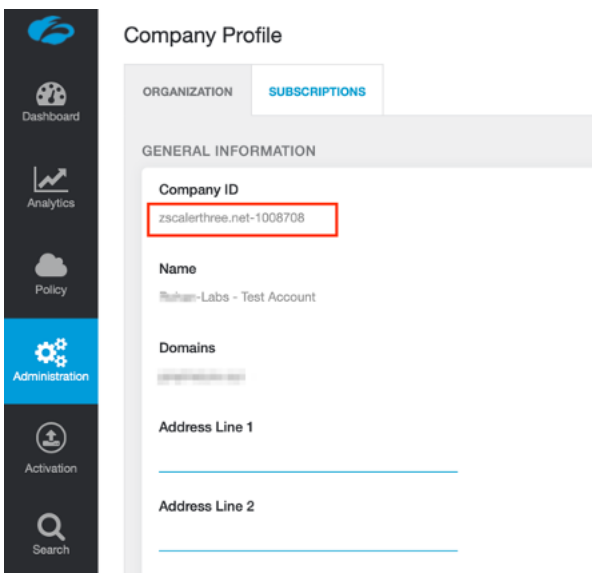 Company Profile
Dashboard
Analytics
Policy
Administration
Activation
Search
ORGANIZATION
SUBSCRIPTIONS
GENERAL INFORMATION
Company ID
zscalerthree.net-1008708
Name
-Labs - Test Account
Domains
Address Line 1
Address Line 2